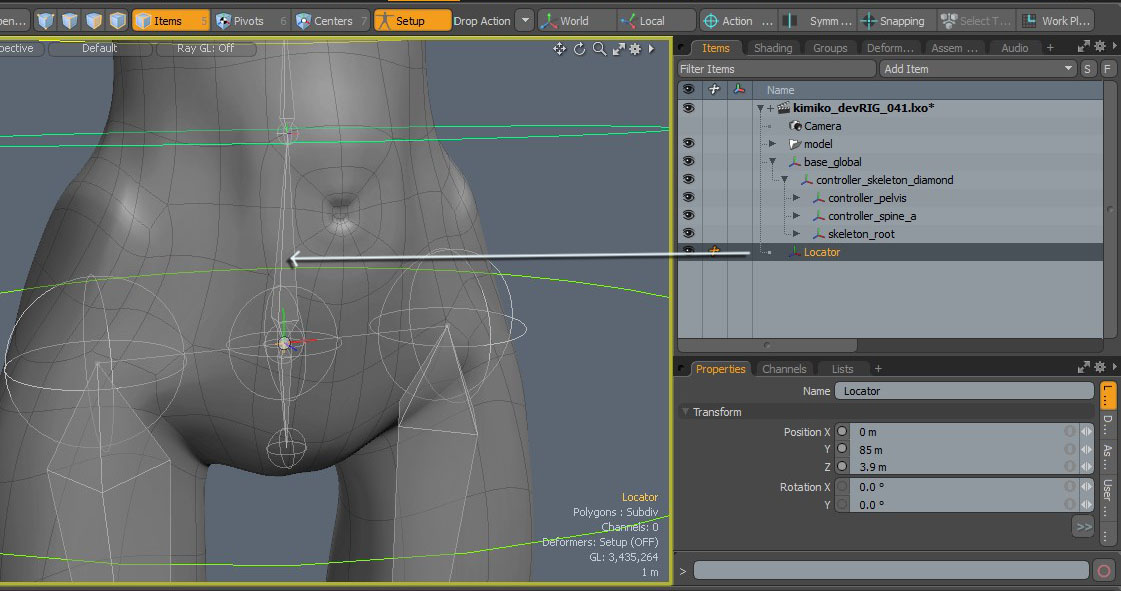 Items 5 Pivots 6 Centers 7 Setup Drop Action World Local Action ... Symm ... Snapping Select T... Work Pl...
Default Ray GL: Off
Items Shading Groups Deform... Assem ... Audio +
Filter Items Add Item S F
Name
kimiko_devRIG_041.lxo*
Camera
model
base_global
controller_skeleton_diamond
controller_pelvis
controller_spine_a
skeleton_root
Locator
Properties Channels Lists +
Name Locator
Transform
Position X 0 m
Y 85 m
Z 3.9 m
Rotation X 0.0 °
Y 0.0 °
>>
L...
D...
As...
User ...
Locator
Polygons : Subdiv
Channels: 0
Deformers: Setup (OFF)
GL: 3,435,264
1 m
>